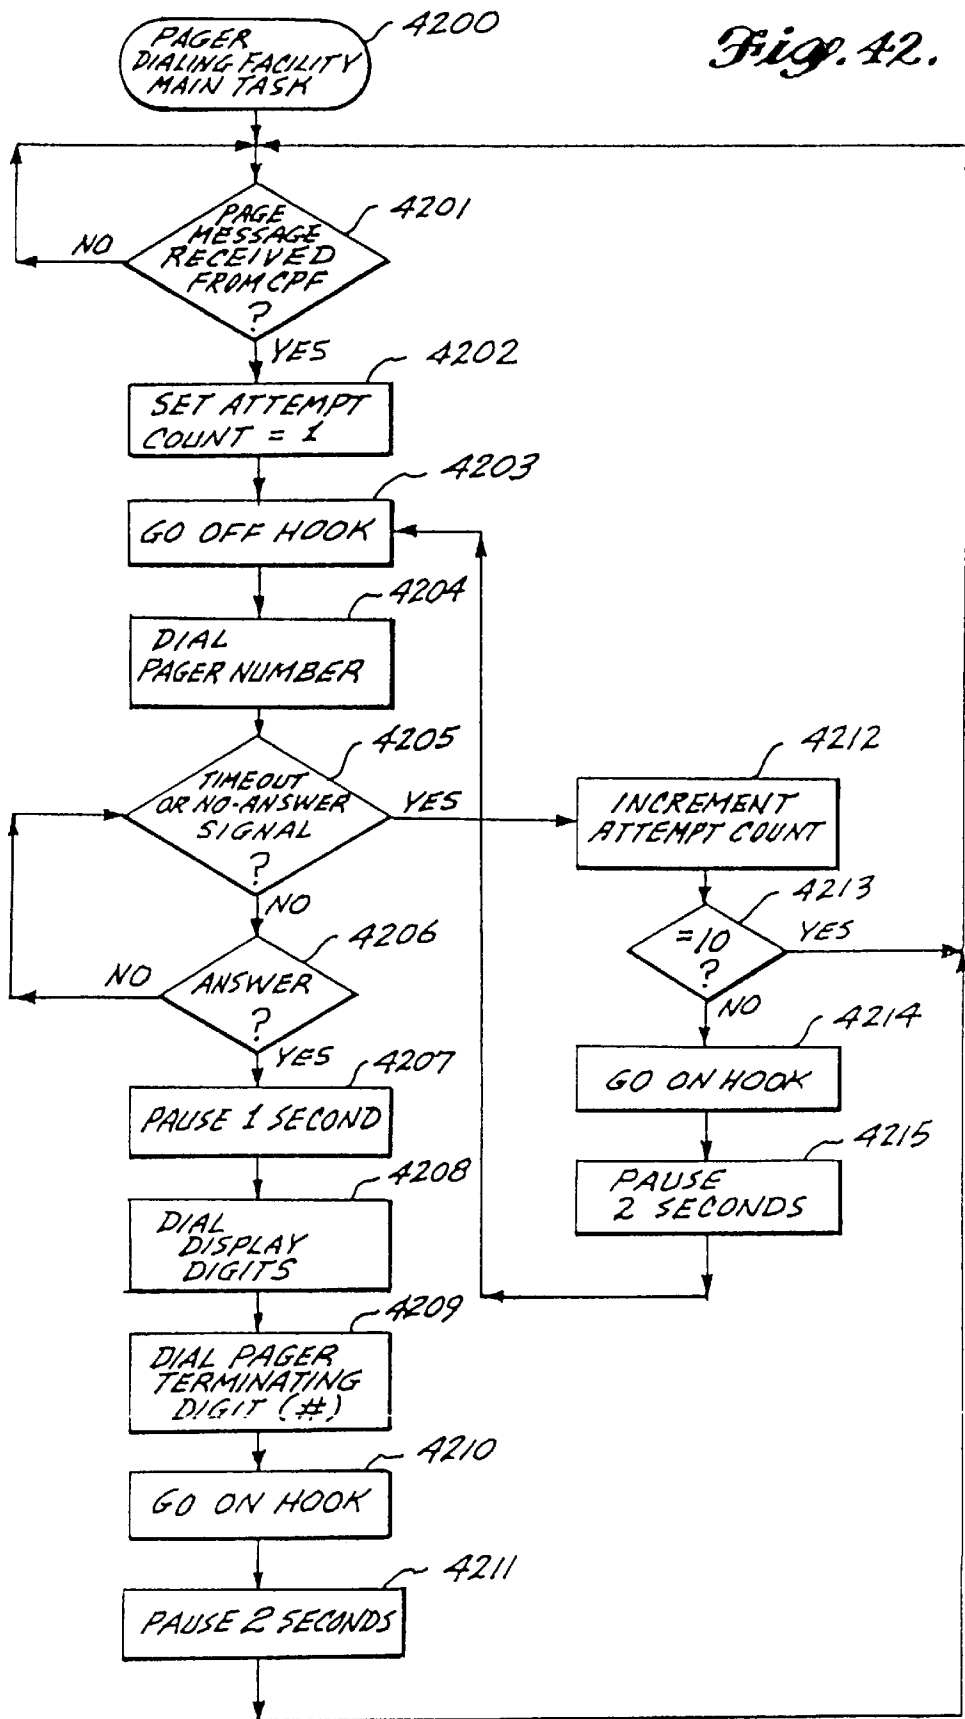 Fig. 42.
4200
PAGER
DIALING FACILITY
MAIN TASK
4201
PAGE
MESSAGE
RECEIVED
FROM CPF
?
NO
YES
4202
SET ATTEMPT
COUNT = 1
4203
GO OFF HOOK
4204
DIAL
PAGER NUMBER
4205
TIMEOUT
OR NO-ANSWER
SIGNAL
?
YES
NO
4206
ANSWER
?
NO
YES
4207
PAUSE 1 SECOND
4208
DIAL
DISPLAY
DIGITS
4209
DIAL PAGER
TERMINATING
DIGIT (#)
4210
GO ON HOOK
4211
PAUSE 2 SECONDS
4212
INCREMENT
ATTEMPT COUNT
4213
=10
?
YES
NO
4214
GO ON HOOK
4215
PAUSE
2 SECONDS